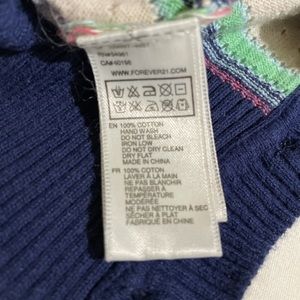 CA#40198
WWW.FOREVER21.COM
EN 100% COTTON
HAND WASH
DO NOT BLEACH
IRON LOW
DO NOT DRY CLEAN
DRY FLAT
MADE IN CHINA
FR 100% COTON
LAVER À LA MAIN
NE PAS BLANCHIR
REPASSER À
TEMPÉRATURE
MODÉRÉE
NE PAS NETTOYER À SEC
SÉCHER À PLAT
FABRIQUÉ EN CHINE